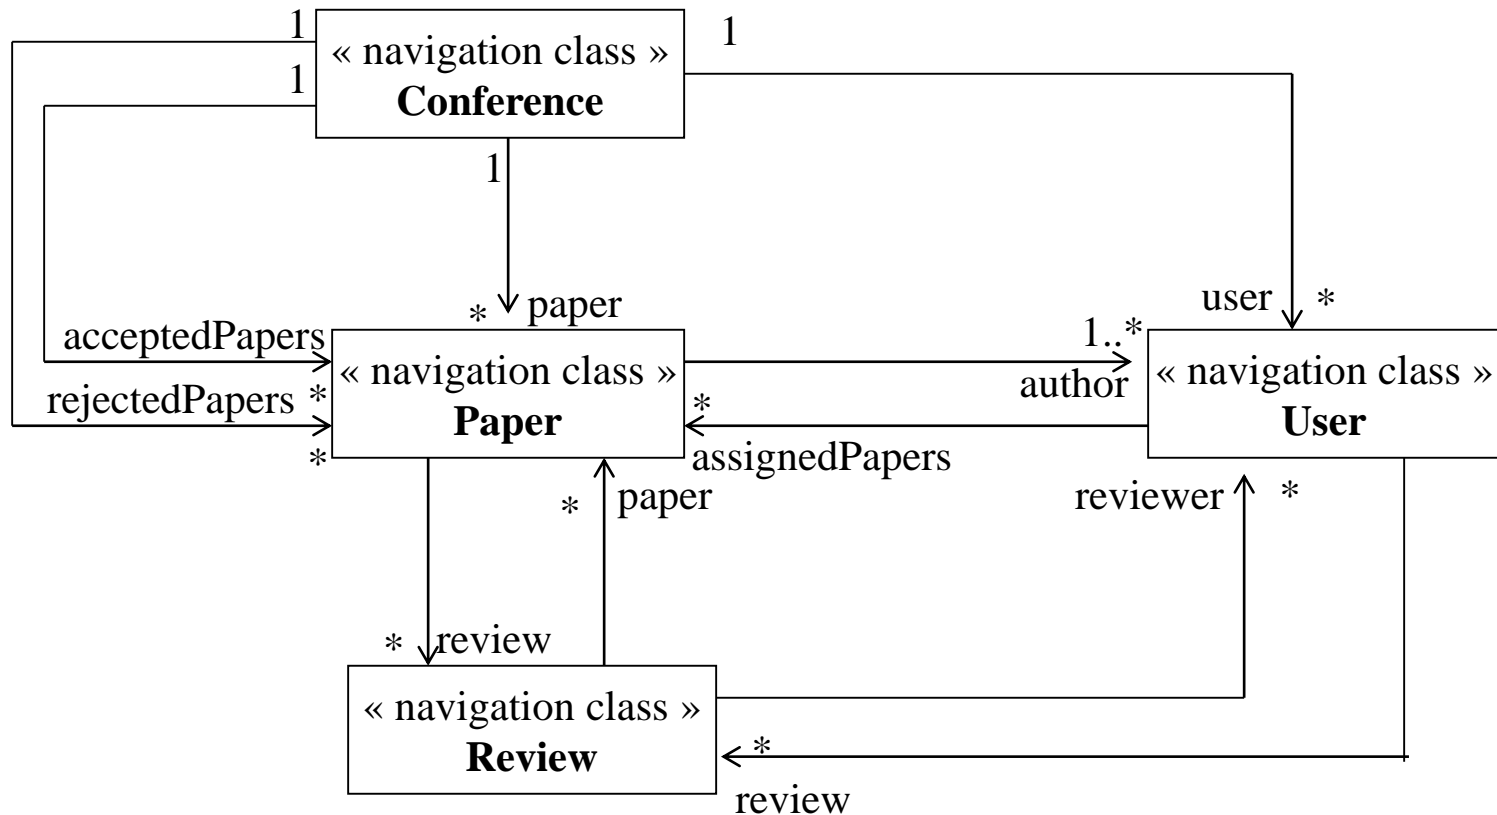 1
1
« navigation class »
Conference
1
1
* paper
user *
acceptedPapers
*
rejectedPapers
*
« navigation class »
Paper
1..*
author
*
assignedPapers
« navigation class »
User
* paper
reviewer *
* review
« navigation class »
Review
*
review